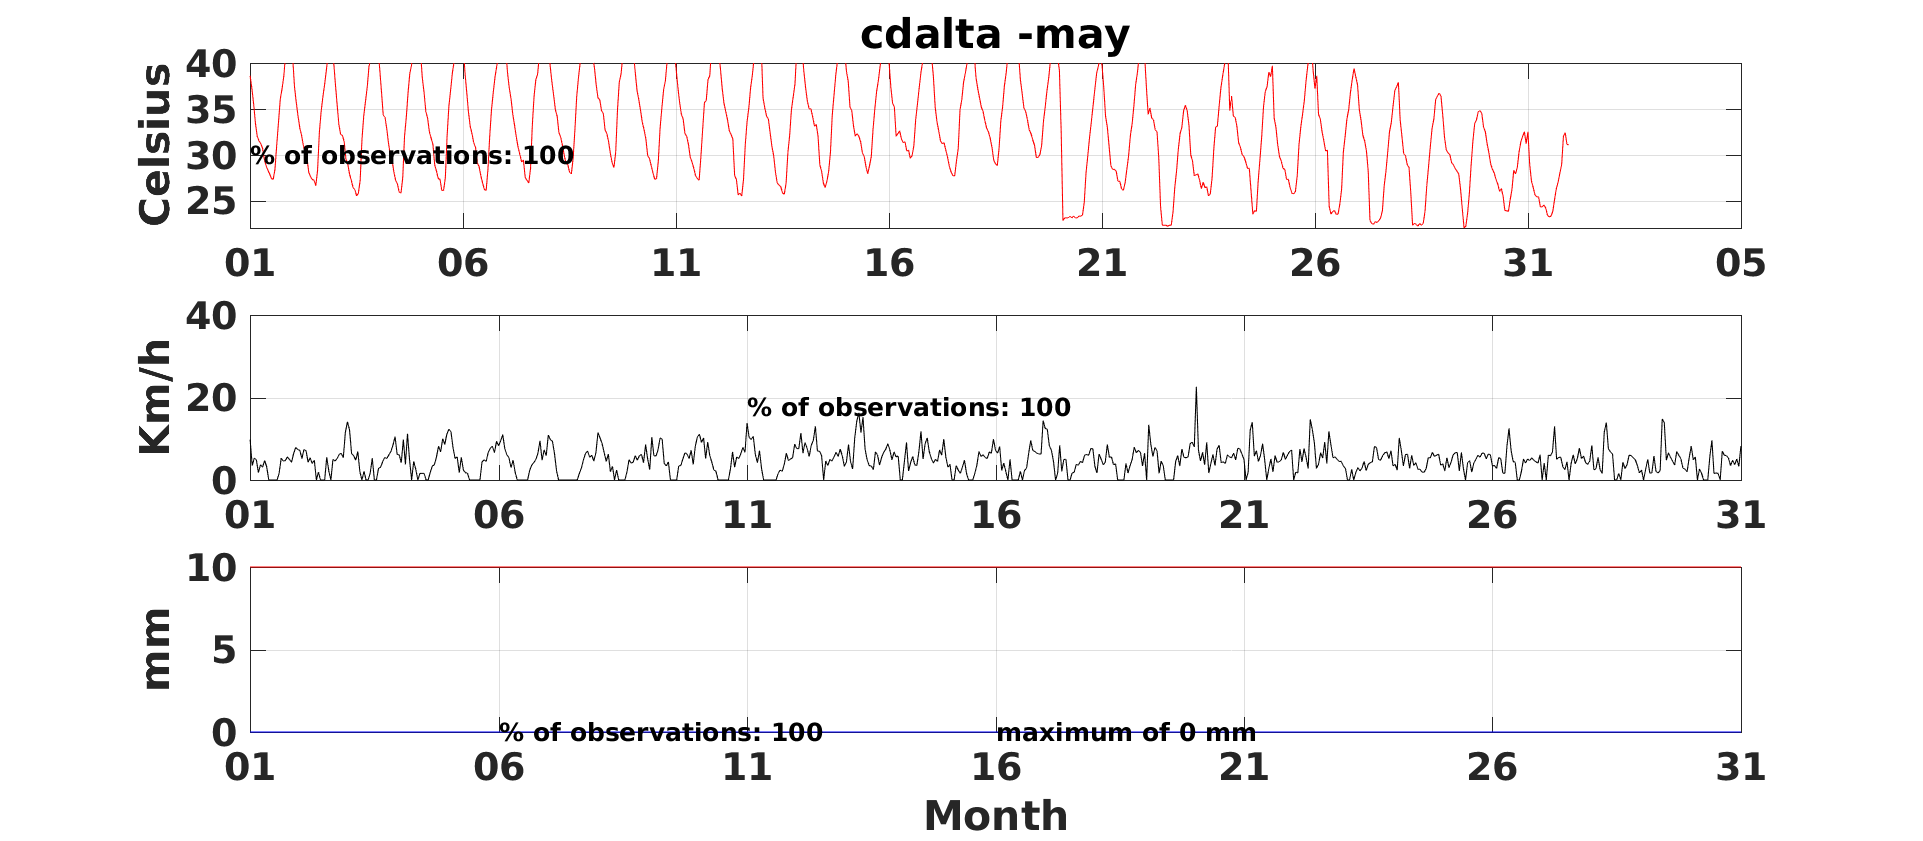 cdalta -may
Celsius
40
35
30
25
% of observations: 100
01 06 11 16 21 26 31 05
Km/h
40
20
0
% of observations: 100
01 06 11 16 21 26 31
mm
10
5
0
% of observations: 100 maximum of 0 mm
01 06 11 16 21 26 31
Month